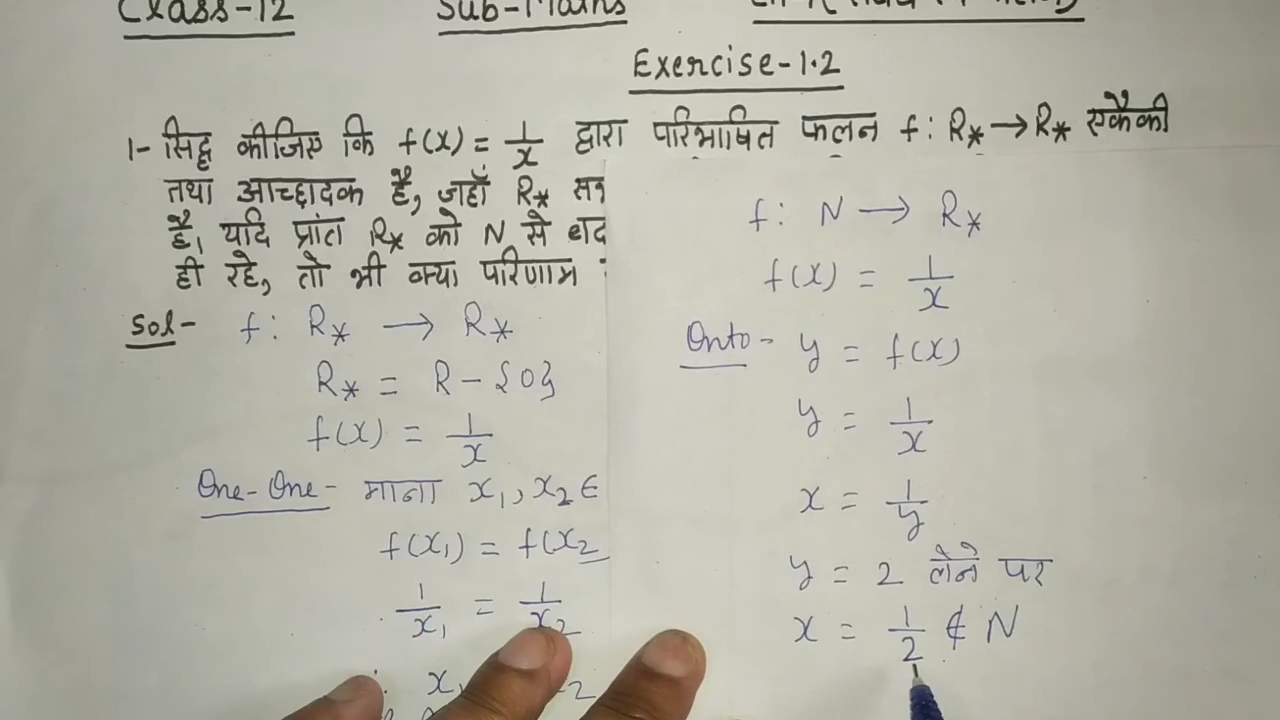 Class-12 Sub-Maths
Exercise-1.2
1- सिद्ध कीजिए कि f(x) = 1/x द्वारा परिभाषित फलन f : R* → R* एकैकी
तथा आच्छादक है, जहाँ R*
है, यदि प्रांत R* को N से
ही रहे, तो भी क्या परिणाम
Sol- f : R* → R*
R* = R - {0}
f(x) = 1/x
One-One- माना x₁, x₂ ∈
f(x₁) = f(x₂
1/x₁ = 1/x₂
f : N → R*
f(x) = 1/x
Onto- y = f(x)
y = 1/x
x = 1/y
y = 2 लेने पर
x = 1/2 ∉ N